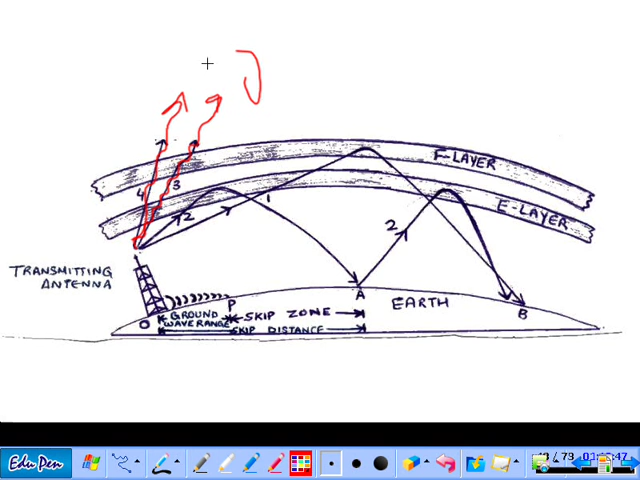 F-LAYER
E-LAYER
4
3
2
1
2
TRANSMITTING
ANTENNA
P
A
EARTH
B
O
GROUND
WAVE RANGE
SKIP ZONE
SKIP DISTANCE
Edu Pen